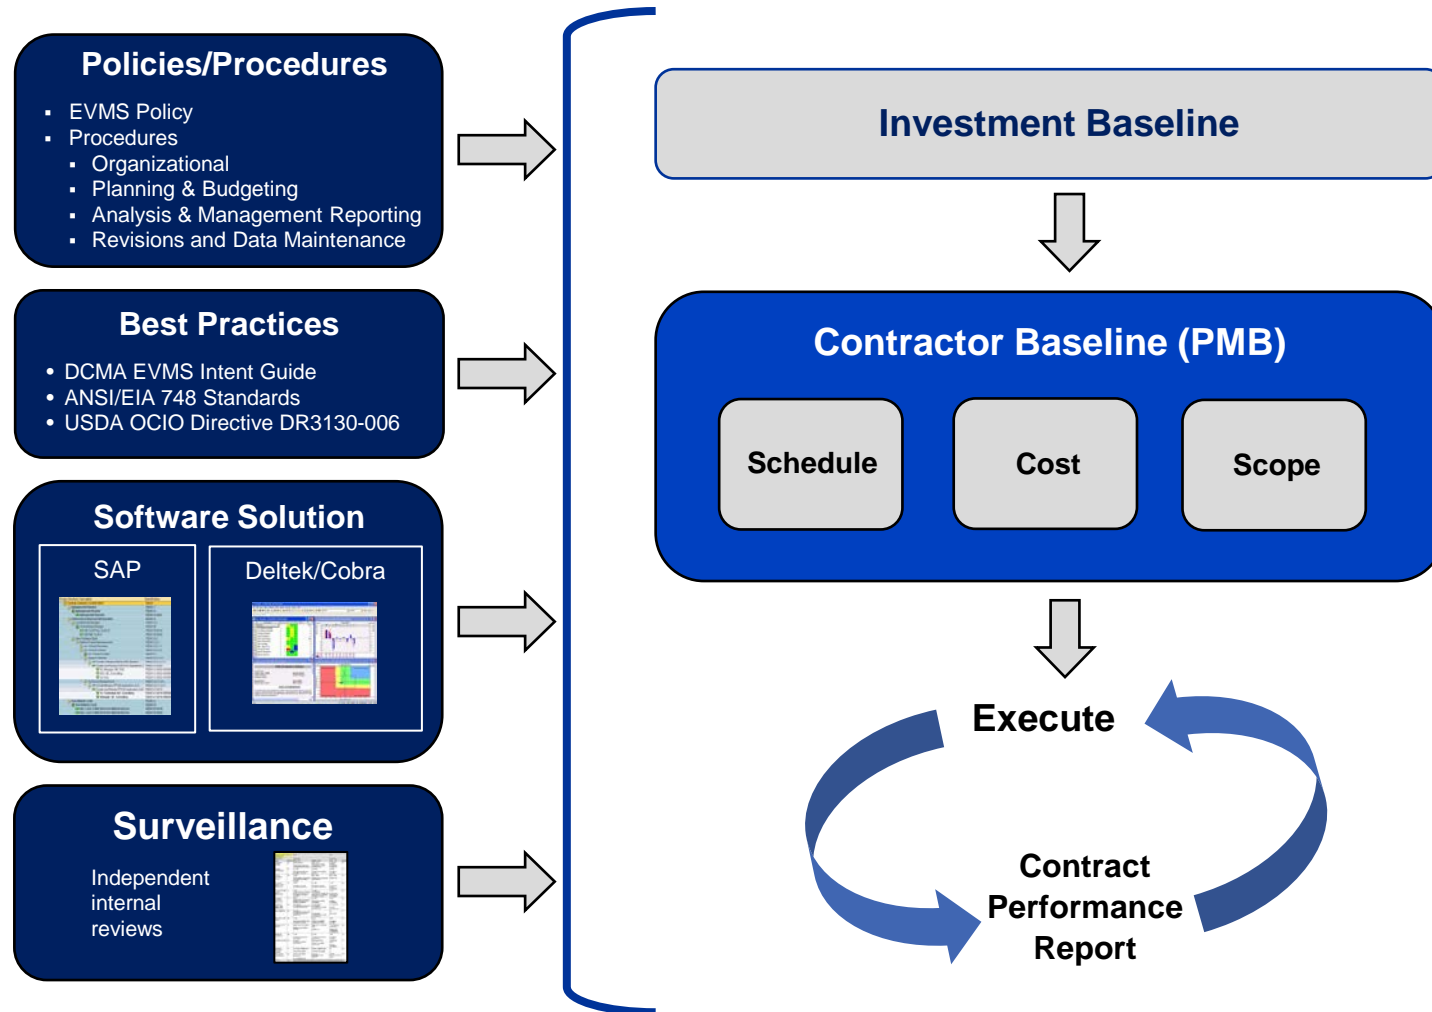 Policies/Procedures
▪ EVMS Policy
▪ Procedures
▪ Organizational
▪ Planning & Budgeting
▪ Analysis & Management Reporting
▪ Revisions and Data Maintenance
Best Practices
• DCMA EVMS Intent Guide
• ANSI/EIA 748 Standards
• USDA OCIO Directive DR3130-006
Software Solution
SAP
Deltek/Cobra
Surveillance
Independent
internal
reviews
Investment Baseline
Contractor Baseline (PMB)
Schedule
Cost
Scope
Execute
Contract
Performance
Report